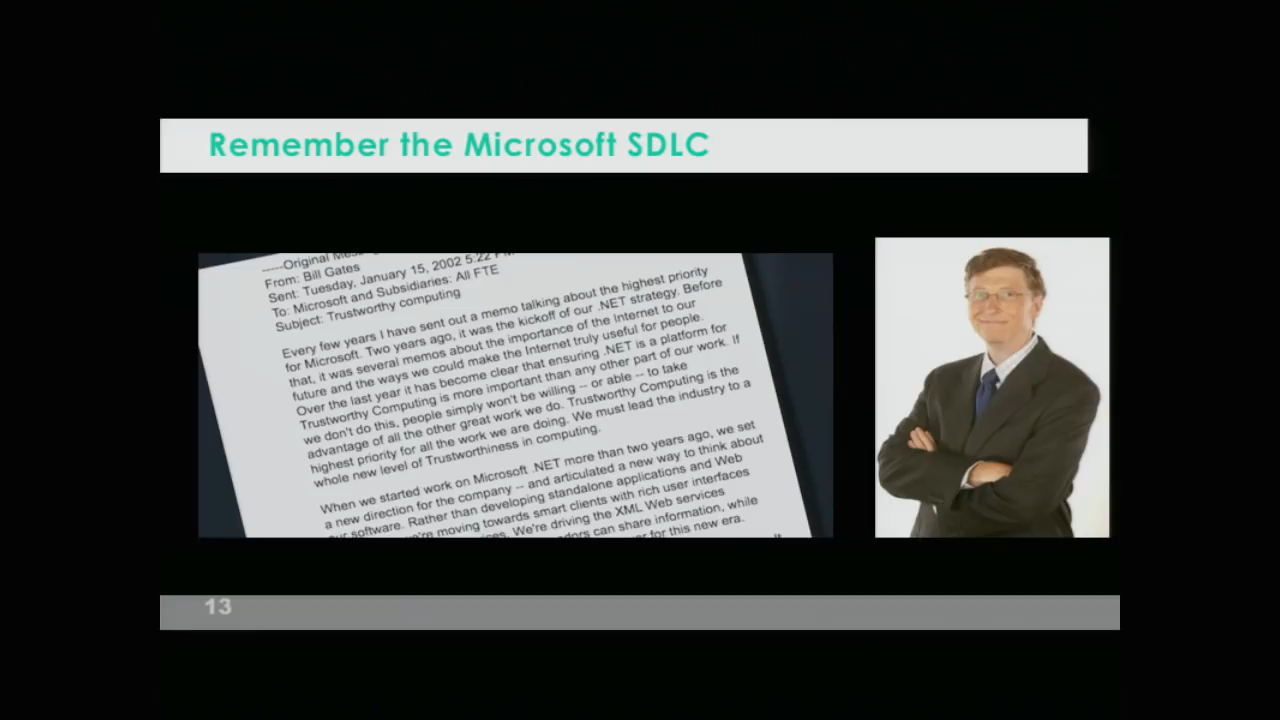 Remember the Microsoft SDLC
-----Original
From: Bill Gates
Sent: Tuesday, January 15, 2002 5:22
To: Microsoft and Subsidiaries: All FTE
Subject: Trustworthy computing
Every few years I have sent out a memo talking about the highest priority
for Microsoft. Two years ago, it was the kickoff of our .NET strategy. Before
that, it was several memos about the importance of the Internet to our
future and the ways we could make the Internet truly useful for people.
Over the last year it has become clear that ensuring .NET is a platform for
Trustworthy Computing is more important than any other part of our work. If
we don't do this, people simply won't be willing -- or able -- to take
advantage of all the other great work we do. Trustworthy Computing is the
highest priority for all the work we are doing. We must lead the industry to a
whole new level of Trustworthiness in computing.
When we started work on Microsoft .NET more than two years ago, we set
a new direction for the company -- and articulated a new way to think about
our software. Rather than developing standalone applications and Web
we're moving towards smart clients with rich user interfaces
We're driving the XML Web services
can share information, while
for this new era.
It
13